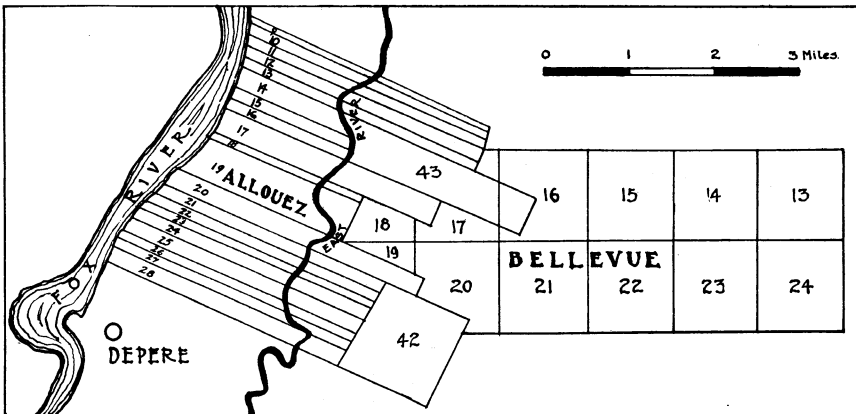 9
10
11
12
13
14
15
16
17
18
19 ALLOUEZ
20
21
22
23
24
25
26
27
28
FOX RIVER
EAST RIVER
0 1 2 3 Miles.
43
42
18 17 16 15 14 13
19
BELLEVUE
20 21 22 23 24
DEPERE